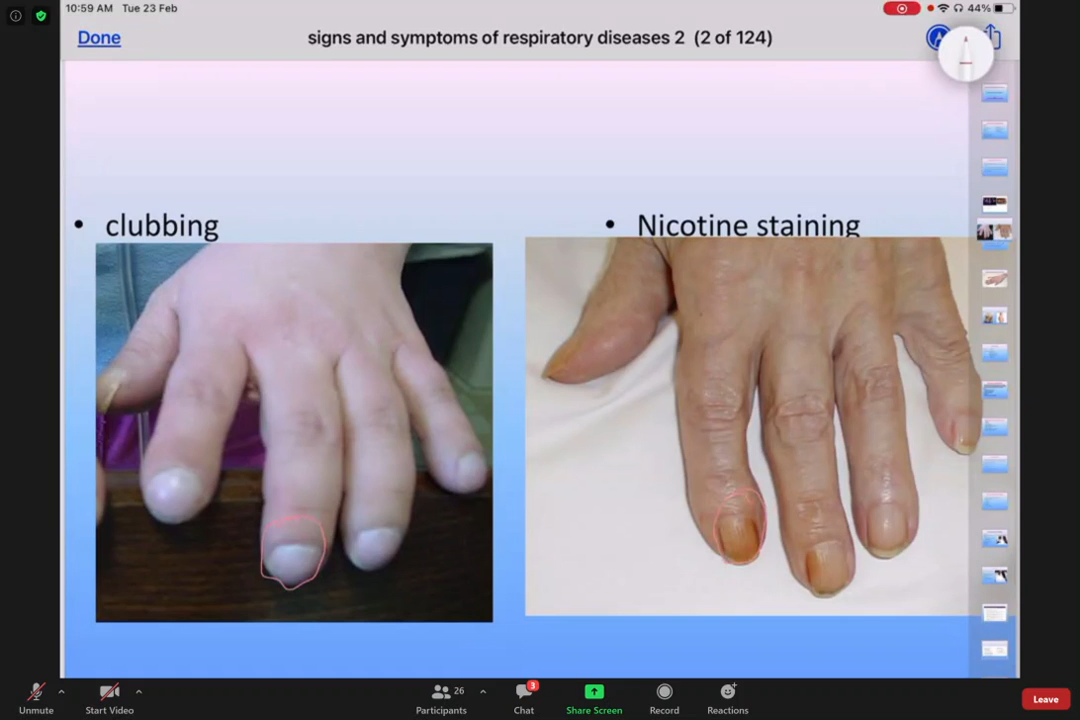 10:59 AM Tue 23 Feb
44%
Done
signs and symptoms of respiratory diseases 2 (2 of 124)
• clubbing
• Nicotine staining
Unmute
Start Video
26
Participants
3
Chat
Share Screen
Record
Reactions
Leave